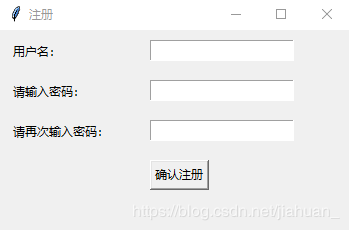 注册
用户名：
请输入密码：
请再次输入密码：
确认注册
https://blog.csdn.net/jiahuan_